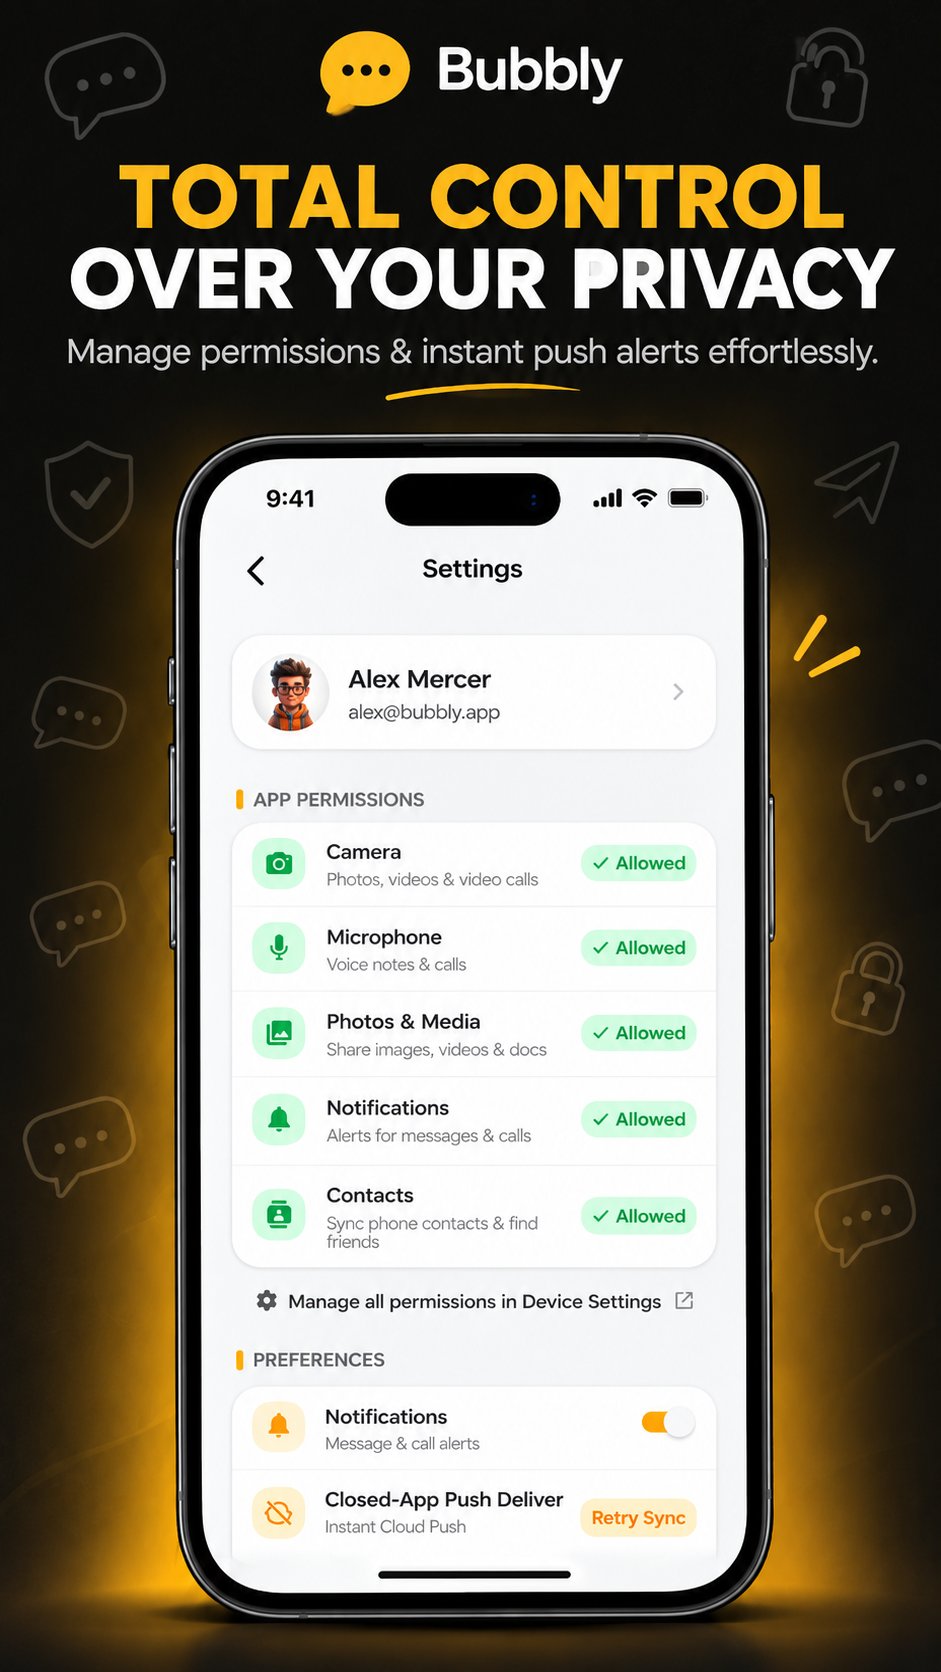 Bubbly
TOTAL CONTROL
OVER YOUR PRIVACY
Manage permissions & instant push alerts effortlessly.
9:41
Settings
Alex Mercer
alex@bubbly.app
APP PERMISSIONS
Camera
Photos, videos & video calls
Allowed
Microphone
Voice notes & calls
Allowed
Photos & Media
Share images, videos & docs
Allowed
Notifications
Alerts for messages & calls
Allowed
Contacts
Sync phone contacts & find
friends
Allowed
Manage all permissions in Device Settings
PREFERENCES
Notifications
Message & call alerts
Closed-App Push Deliver
Instant Cloud Push
Retry Sync